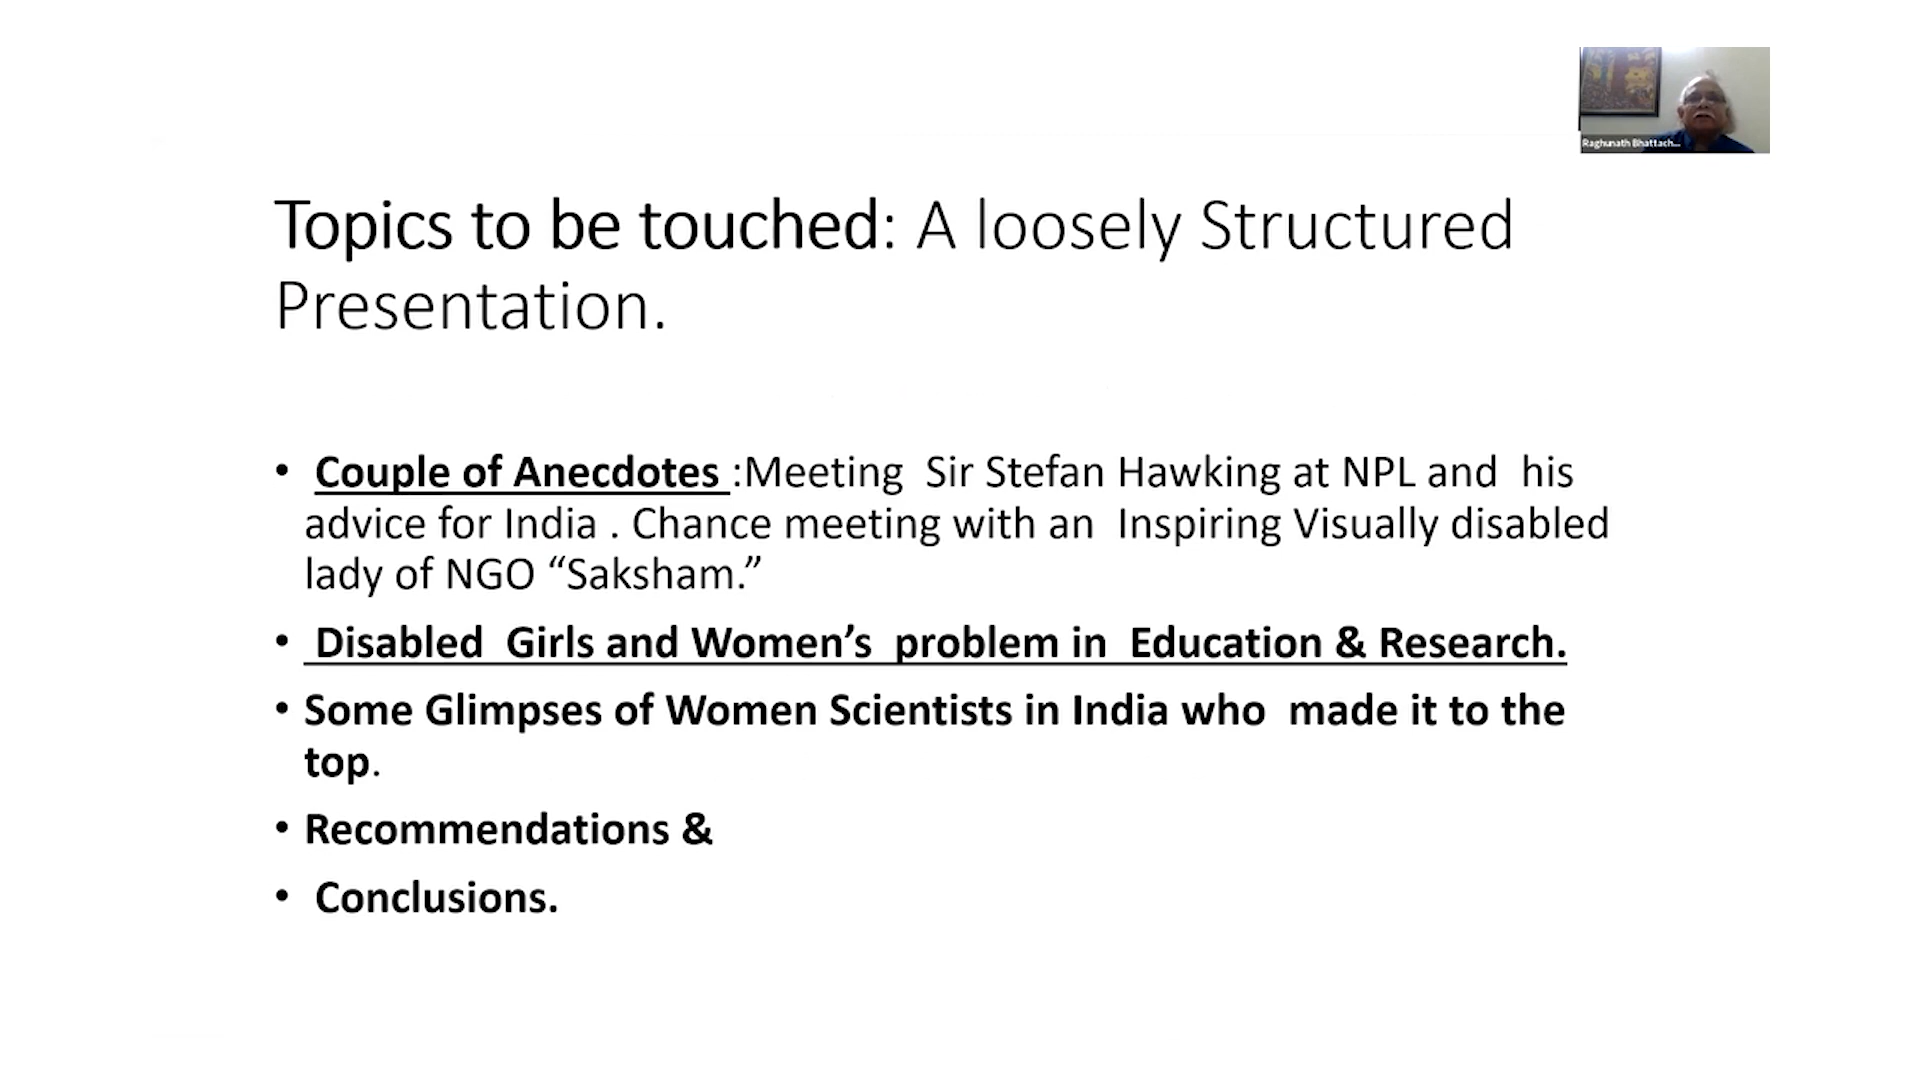 Raghunath Bhattach...
Topics to be touched: A loosely Structured
Presentation.
• Couple of Anecdotes :Meeting Sir Stefan Hawking at NPL and his
advice for India . Chance meeting with an Inspiring Visually disabled
lady of NGO “Saksham.”
• Disabled Girls and Women’s problem in Education & Research.
• Some Glimpses of Women Scientists in India who made it to the
top.
• Recommendations &
• Conclusions.